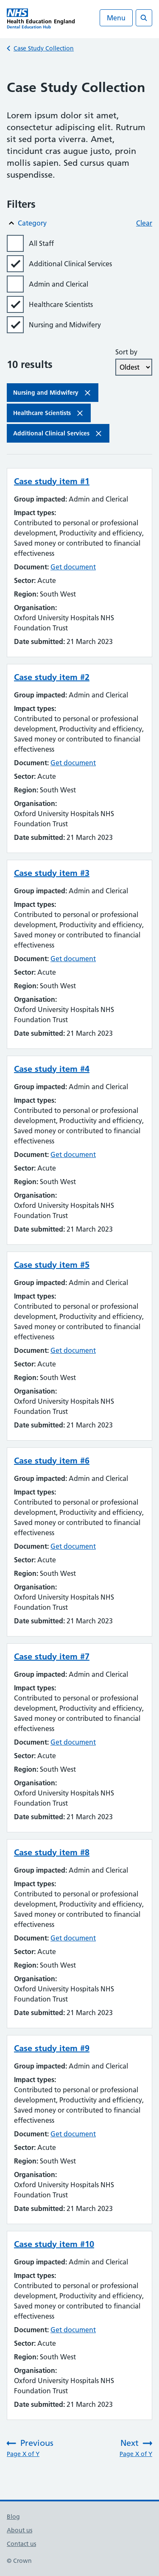 NHS
Health Education England
Dental Education Hub
Menu
Case Study Collection
Case Study Collection
Lorem ipsum dolor sit amet,
consectetur adipiscing elit. Rutrum
ut sed porta viverra. Amet,
tincidunt erat augue justo,
paulatim. Sed cursus quam
suspendisse.
Filters
Category Clear
All Staff
Additional Clinical Services
Admin and Clerical
Healthcare Scientists
Nursing and Midwifery
Sort by
10 results
Oldest
Nursing and Midwifery
Healthcare Scientists
Additional Clinical Services
Case study item #1
Group impacted: Admin and Clerical
Impact types:
Contributed to personal or professional
development, Productivity and efficiency,
Saved money or contributed to financial
effectiveness
Document: Get document
Sector: Acute
Region: South West
Organisation:
Oxford University Hospitals NHS
Foundation Trust
Date submitted: 21 March 2023
Case study item #2
Group impacted: Admin and Clerical
Impact types:
Contributed to personal or professional
development, Productivity and efficiency,
Saved money or contributed to financial
effectiveness
Document: Get document
Sector: Acute
Region: South West
Organisation:
Oxford University Hospitals NHS
Foundation Trust
Date submitted: 21 March 2023
Case study item #3
Group impacted: Admin and Clerical
Impact types:
Contributed to personal or professional
development, Productivity and efficiency,
Saved money or contributed to financial
effectiveness
Document: Get document
Sector: Acute
Region: South West
Organisation:
Oxford University Hospitals NHS
Foundation Trust
Date submitted: 21 March 2023
Case study item #4
Group impacted: Admin and Clerical
Impact types:
Contributed to personal or professional
development, Productivity and efficiency,
Saved money or contributed to financial
effectiveness
Document: Get document
Sector: Acute
Region: South West
Organisation:
Oxford University Hospitals NHS
Foundation Trust
Date submitted: 21 March 2023
Case study item #5
Group impacted: Admin and Clerical
Impact types:
Contributed to personal or professional
development, Productivity and efficiency,
Saved money or contributed to financial
effectiveness
Document: Get document
Sector: Acute
Region: South West
Organisation:
Oxford University Hospitals NHS
Foundation Trust
Date submitted: 21 March 2023
Case study item #6
Group impacted: Admin and Clerical
Impact types:
Contributed to personal or professional
development, Productivity and efficiency,
Saved money or contributed to financial
effectiveness
Document: Get document
Sector: Acute
Region: South West
Organisation:
Oxford University Hospitals NHS
Foundation Trust
Date submitted: 21 March 2023
Case study item #7
Group impacted: Admin and Clerical
Impact types:
Contributed to personal or professional
development, Productivity and efficiency,
Saved money or contributed to financial
effectiveness
Document: Get document
Sector: Acute
Region: South West
Organisation:
Oxford University Hospitals NHS
Foundation Trust
Date submitted: 21 March 2023
Case study item #8
Group impacted: Admin and Clerical
Impact types:
Contributed to personal or professional
development, Productivity and efficiency,
Saved money or contributed to financial
effectiveness
Document: Get document
Sector: Acute
Region: South West
Organisation:
Oxford University Hospitals NHS
Foundation Trust
Date submitted: 21 March 2023
Case study item #9
Group impacted: Admin and Clerical
Impact types:
Contributed to personal or professional
development, Productivity and efficiency,
Saved money or contributed to financial
effectiveness
Document: Get document
Sector: Acute
Region: South West
Organisation:
Oxford University Hospitals NHS
Foundation Trust
Date submitted: 21 March 2023
Case study item #10
Group impacted: Admin and Clerical
Impact types:
Contributed to personal or professional
development, Productivity and efficiency,
Saved money or contributed to financial
effectiveness
Document: Get document
Sector: Acute
Region: South West
Organisation:
Oxford University Hospitals NHS
Foundation Trust
Date submitted: 21 March 2023
Previous Next
Page X of Y Page X of Y
Blog
About us
Contact us
© Crown